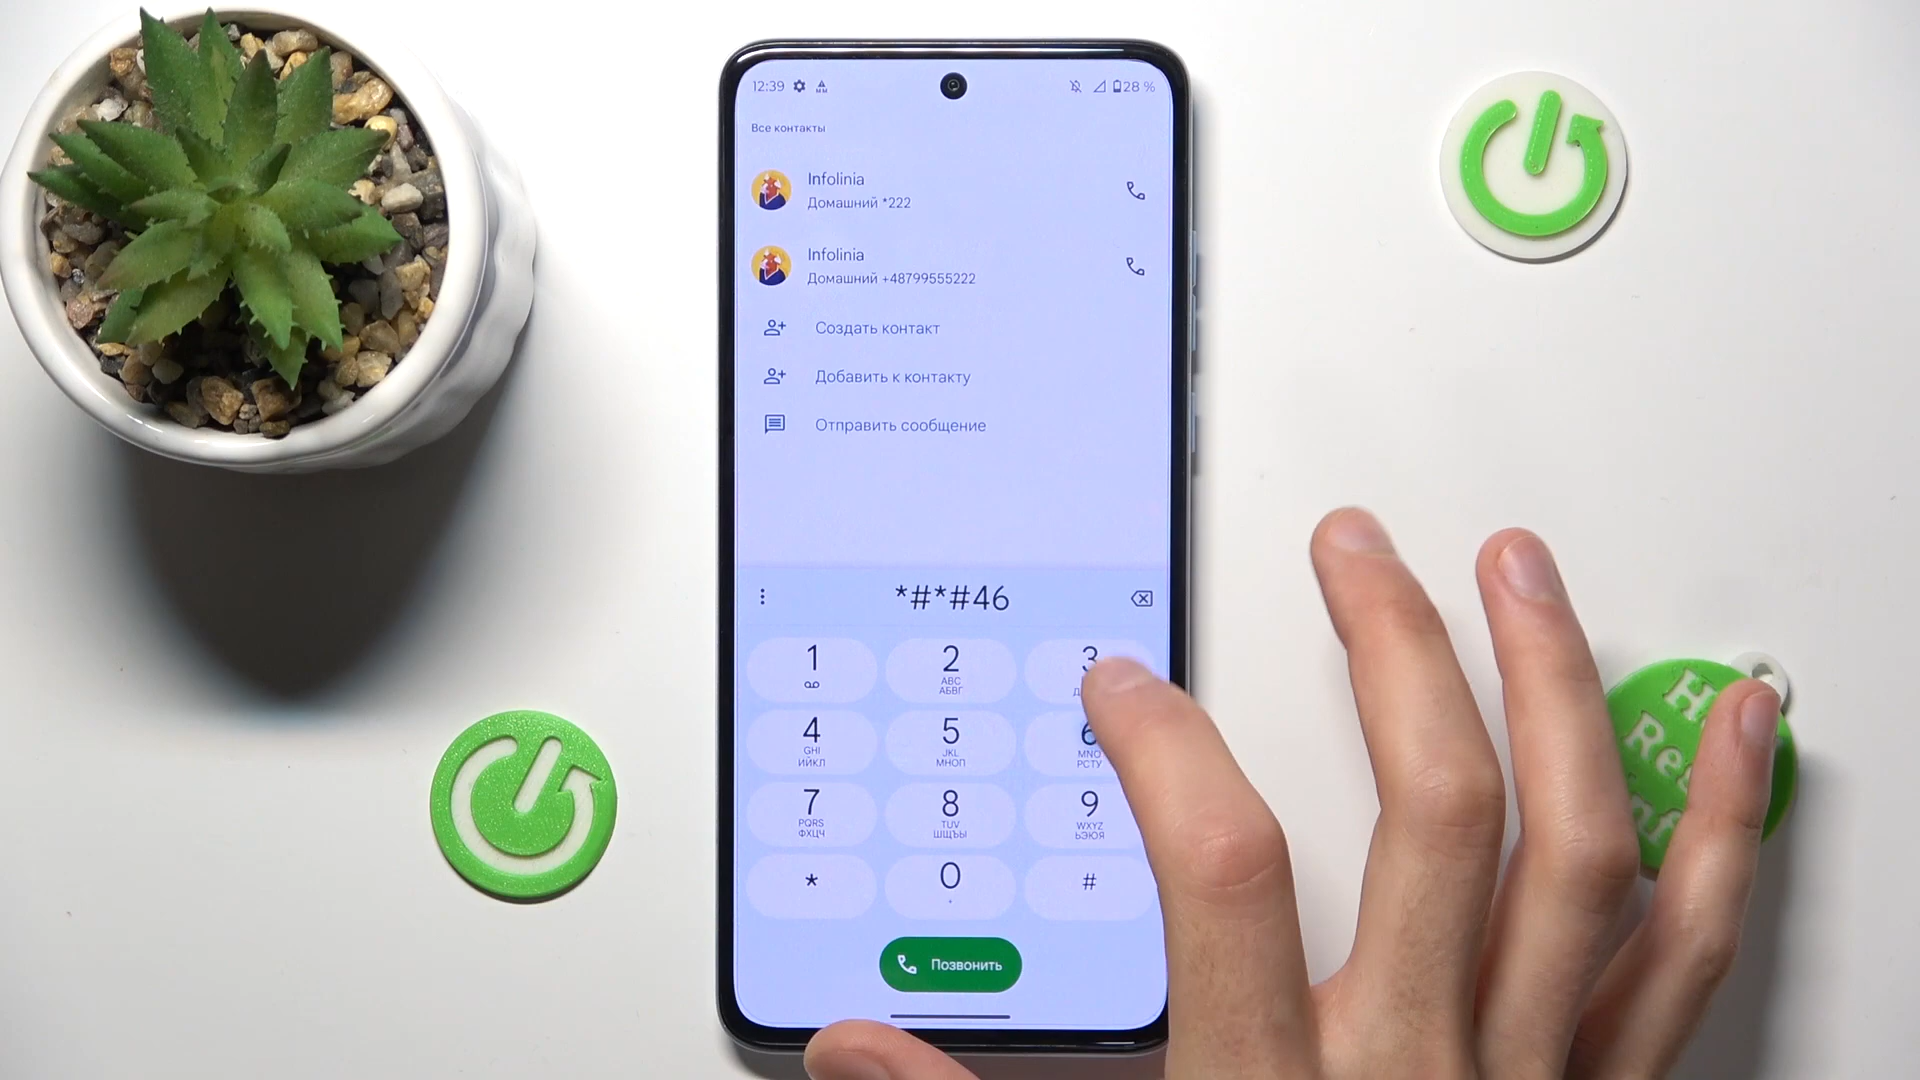 12:39 28 %
Все контакты
Infolinia
Домашний *222
Infolinia
Домашний +48799555222
Создать контакт
Добавить к контакту
Отправить сообщение
*#*#46
1 2 3
ABC
АБВГ
4 5 6
GHI JKL MNO
ИЙКЛ МНОП РСТУ
7 8 9
PQRS TUV WXYZ
ФХЦЧ ШЩЪЫ ЬЭЮЯ
* 0 #
Позвонить